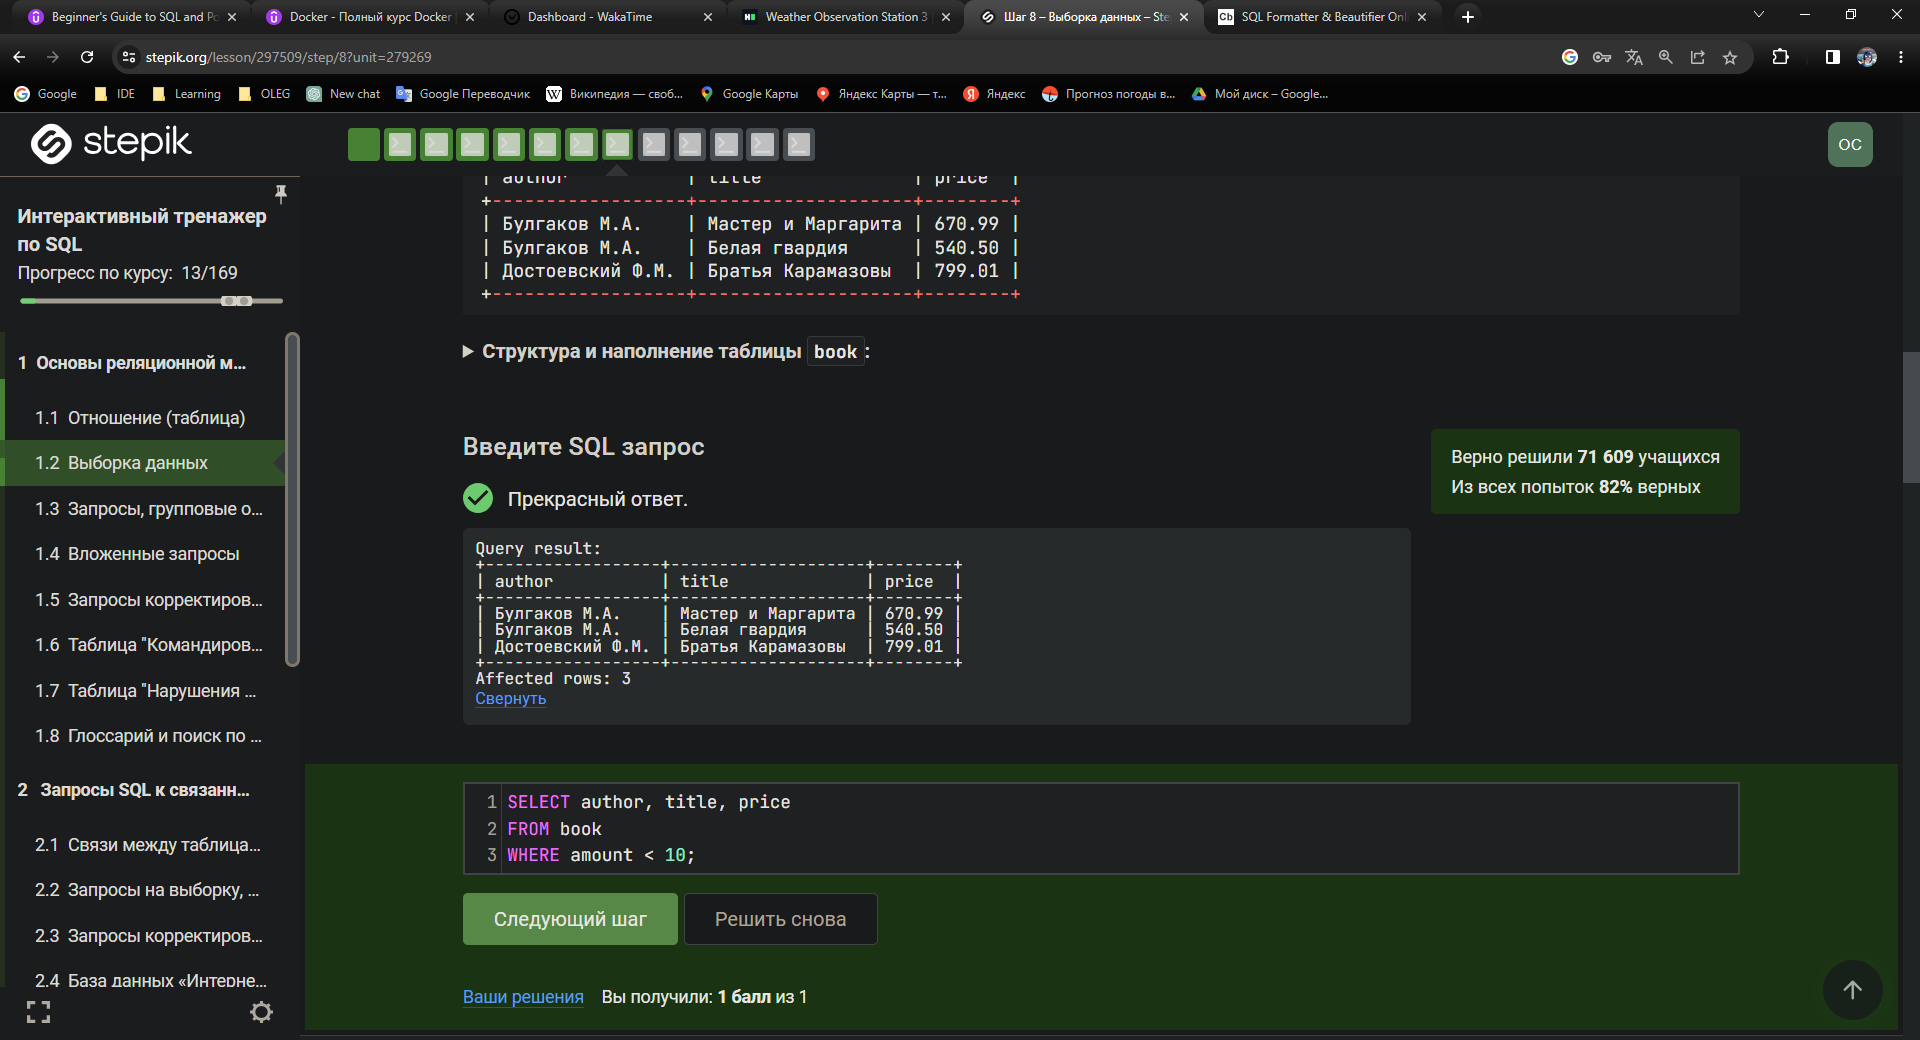 Beginner's Guide to SQL and Po
Docker - Полный курс Docker
Dashboard - WakaTime
Weather Observation Station 3
Шаг 8 – Выборка данных – Ste
Cb SQL Formatter & Beautifier Onli
stepik.org/lesson/297509/step/8?unit=279269
Google
IDE
Learning
OLEG
New chat
Google Переводчик
W Википедия — своб...
Google Карты
Яндекс Карты — т...
Я Яндекс
Прогноз погоды в...
Мой диск – Google...
stepik
OC
Интерактивный тренажер
по SQL
Прогресс по курсу: 13/169
1 Основы реляционной м...
1.1 Отношение (таблица)
1.2 Выборка данных
1.3 Запросы, групповые о...
1.4 Вложенные запросы
1.5 Запросы корректиров...
1.6 Таблица "Командиров...
1.7 Таблица "Нарушения ...
1.8 Глоссарий и поиск по ...
2 Запросы SQL к связанн...
2.1 Связи между таблица...
2.2 Запросы на выборку, ...
2.3 Запросы корректиров...
2.4 База данных «Интерне...
| author | title | price |
+------------------+--------------------+--------+
| Булгаков М.А. | Мастер и Маргарита | 670.99 |
| Булгаков М.А. | Белая гвардия | 540.50 |
| Достоевский Ф.М. | Братья Карамазовы | 799.01 |
+------------------+--------------------+--------+
Структура и наполнение таблицы book:
Введите SQL запрос
Верно решили 71 609 учащихся
Из всех попыток 82% верных
Прекрасный ответ.
Query result:
+------------------+--------------------+--------+
| author | title | price |
+------------------+--------------------+--------+
| Булгаков М.А. | Мастер и Маргарита | 670.99 |
| Булгаков М.А. | Белая гвардия | 540.50 |
| Достоевский Ф.М. | Братья Карамазовы | 799.01 |
+------------------+--------------------+--------+
Affected rows: 3
Свернуть
1 SELECT author, title, price
2 FROM book
3 WHERE amount < 10;
Следующий шаг
Решить снова
Ваши решения Вы получили: 1 балл из 1